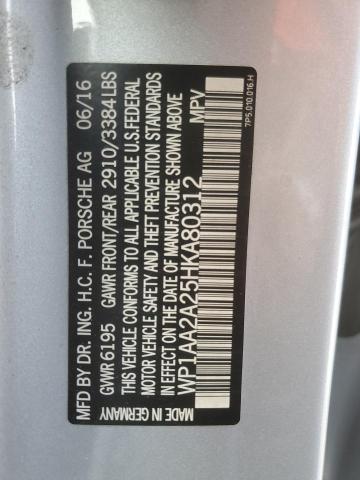 MFD BY DR. ING. H.C. F. PORSCHE AG 06/16
GVWR 6195 GAWR FRONT/REAR 2910/3384 LBS
THIS VEHICLE CONFORMS TO ALL APPLICABLE U.S.FEDERAL
MOTOR VEHICLE SAFETY AND THEFT PREVENTION STANDARDS
IN EFFECT ON THE DATE OF MANUFACTURE SHOWN ABOVE
WP1AA2A25HKA80312 MPV
MADE IN GERMANY
7P5.010.016.H